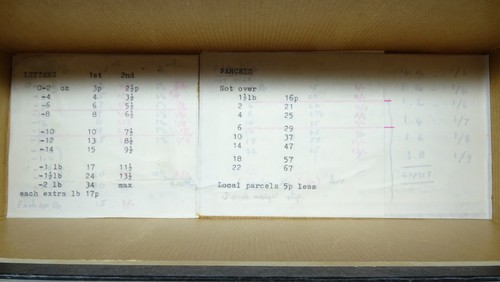 LETTERS 1st 2nd
0-2 oz 3p 2½p
-4 4 3½
-6 6 5½
-8 8 6½
-10 10 7½
-12 13 8½
-14 15 9½
-1 lb 17 11½
-1½lb 24 13½
-2 lb 34 max
each extra lb 17p
PARCELS
Not over
1½lb 16p
2 21
4 25
6 29
10 37
14 47
18 57
22 67
Local parcels 5p less